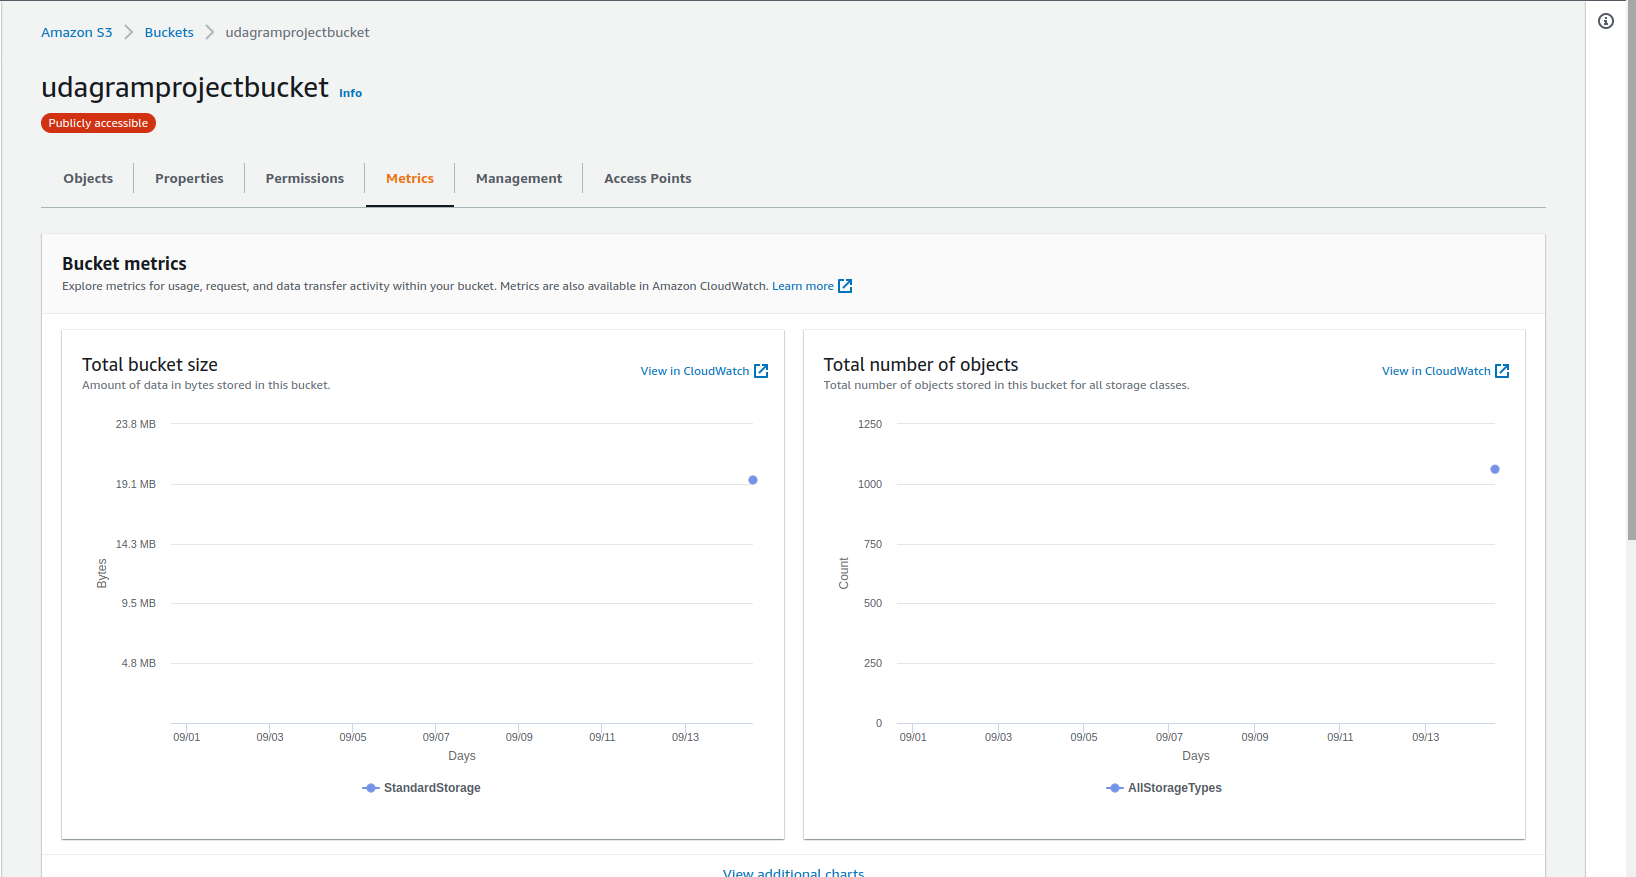 Amazon S3 Buckets udagramprojectbucket
udagramprojectbucket Info
Publicly accessible
Objects Properties Permissions Metrics Management Access Points
Bucket metrics
Explore metrics for usage, request, and data transfer activity within your bucket. Metrics are also available in Amazon CloudWatch. Learn more
Total bucket size
View in CloudWatch
Amount of data in bytes stored in this bucket.
23.8 MB
19.1 MB
14.3 MB
9.5 MB
4.8 MB
Bytes
09/01 09/03 09/05 09/07 09/09 09/11 09/13
Days
StandardStorage
Total number of objects
View in CloudWatch
Total number of objects stored in this bucket for all storage classes.
1250
1000
750
500
250
0
Count
09/01 09/03 09/05 09/07 09/09 09/11 09/13
Days
AllStorageTypes
View additional charts